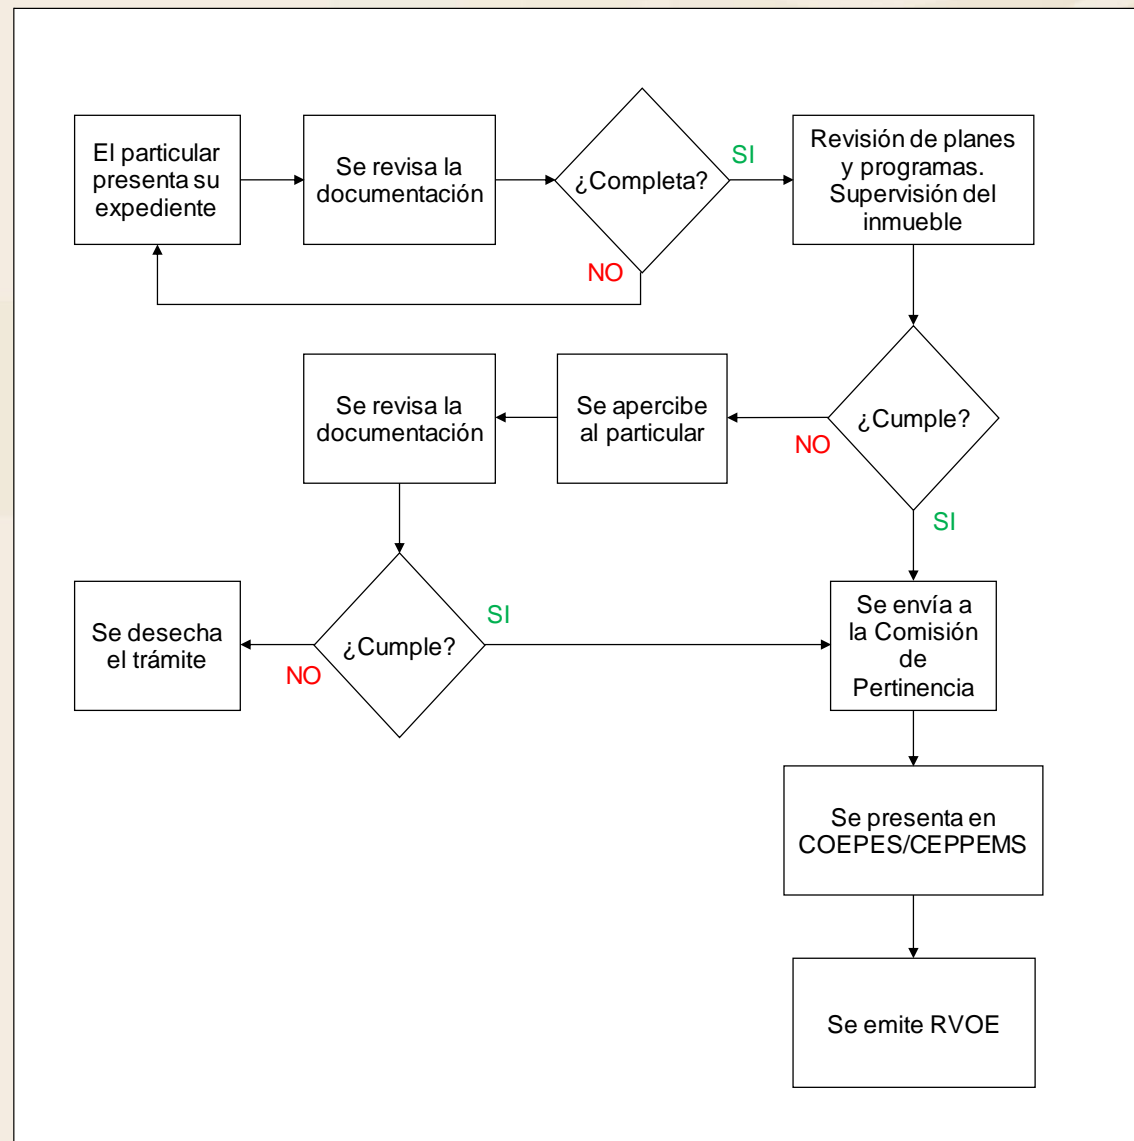 El particular
presenta su
expediente
Se revisa la
documentación
¿Completa?
SI
NO
Revisión de planes
y programas.
Supervisión del
inmueble
¿Cumple?
NO
SI
Se apercibe
al particular
Se revisa la
documentación
¿Cumple?
SI
NO
Se desecha
el trámite
Se envía a
la Comisión
de
Pertinencia
Se presenta en
COEPES/CEPPEMS
Se emite RVOE